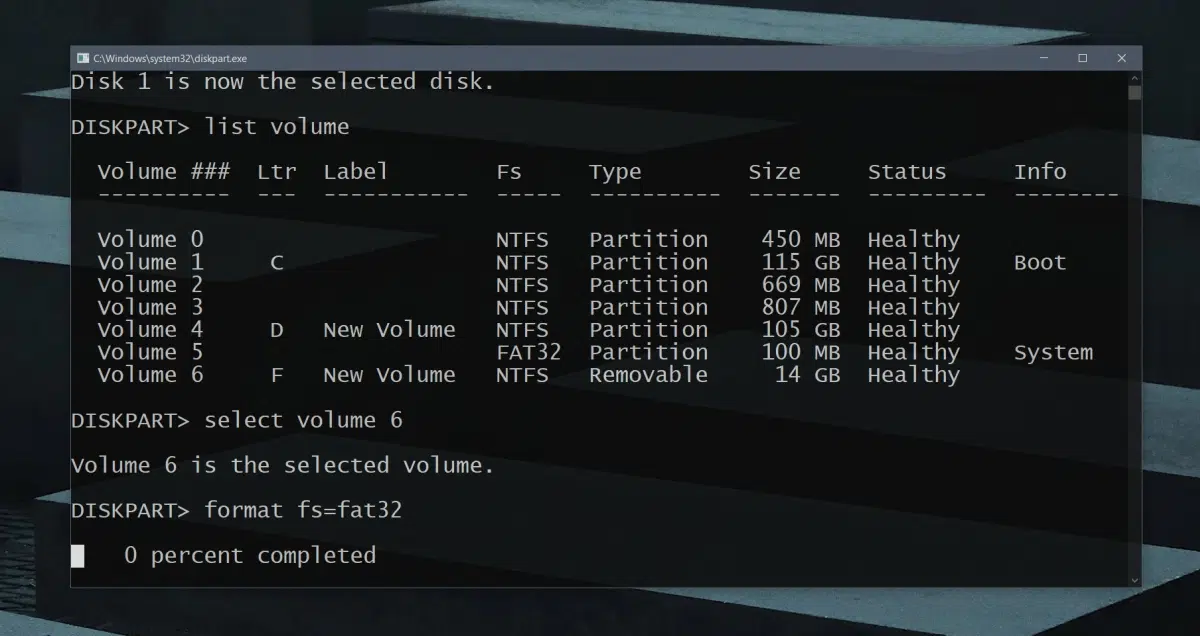 C:\Windows\system32\diskpart.exe
Disk 1 is now the selected disk.
DISKPART> list volume
Volume ### Ltr Label Fs Type Size Status Info
---------- --- ----------- ----- ---------- ------- --------- --------
Volume 0 NTFS Partition 450 MB Healthy
Volume 1 C NTFS Partition 115 GB Healthy Boot
Volume 2 NTFS Partition 669 MB Healthy
Volume 3 NTFS Partition 807 MB Healthy
Volume 4 D New Volume NTFS Partition 105 GB Healthy
Volume 5 FAT32 Partition 100 MB Healthy System
Volume 6 F New Volume NTFS Removable 14 GB Healthy
DISKPART> select volume 6
Volume 6 is the selected volume.
DISKPART> format fs=fat32
0 percent completed